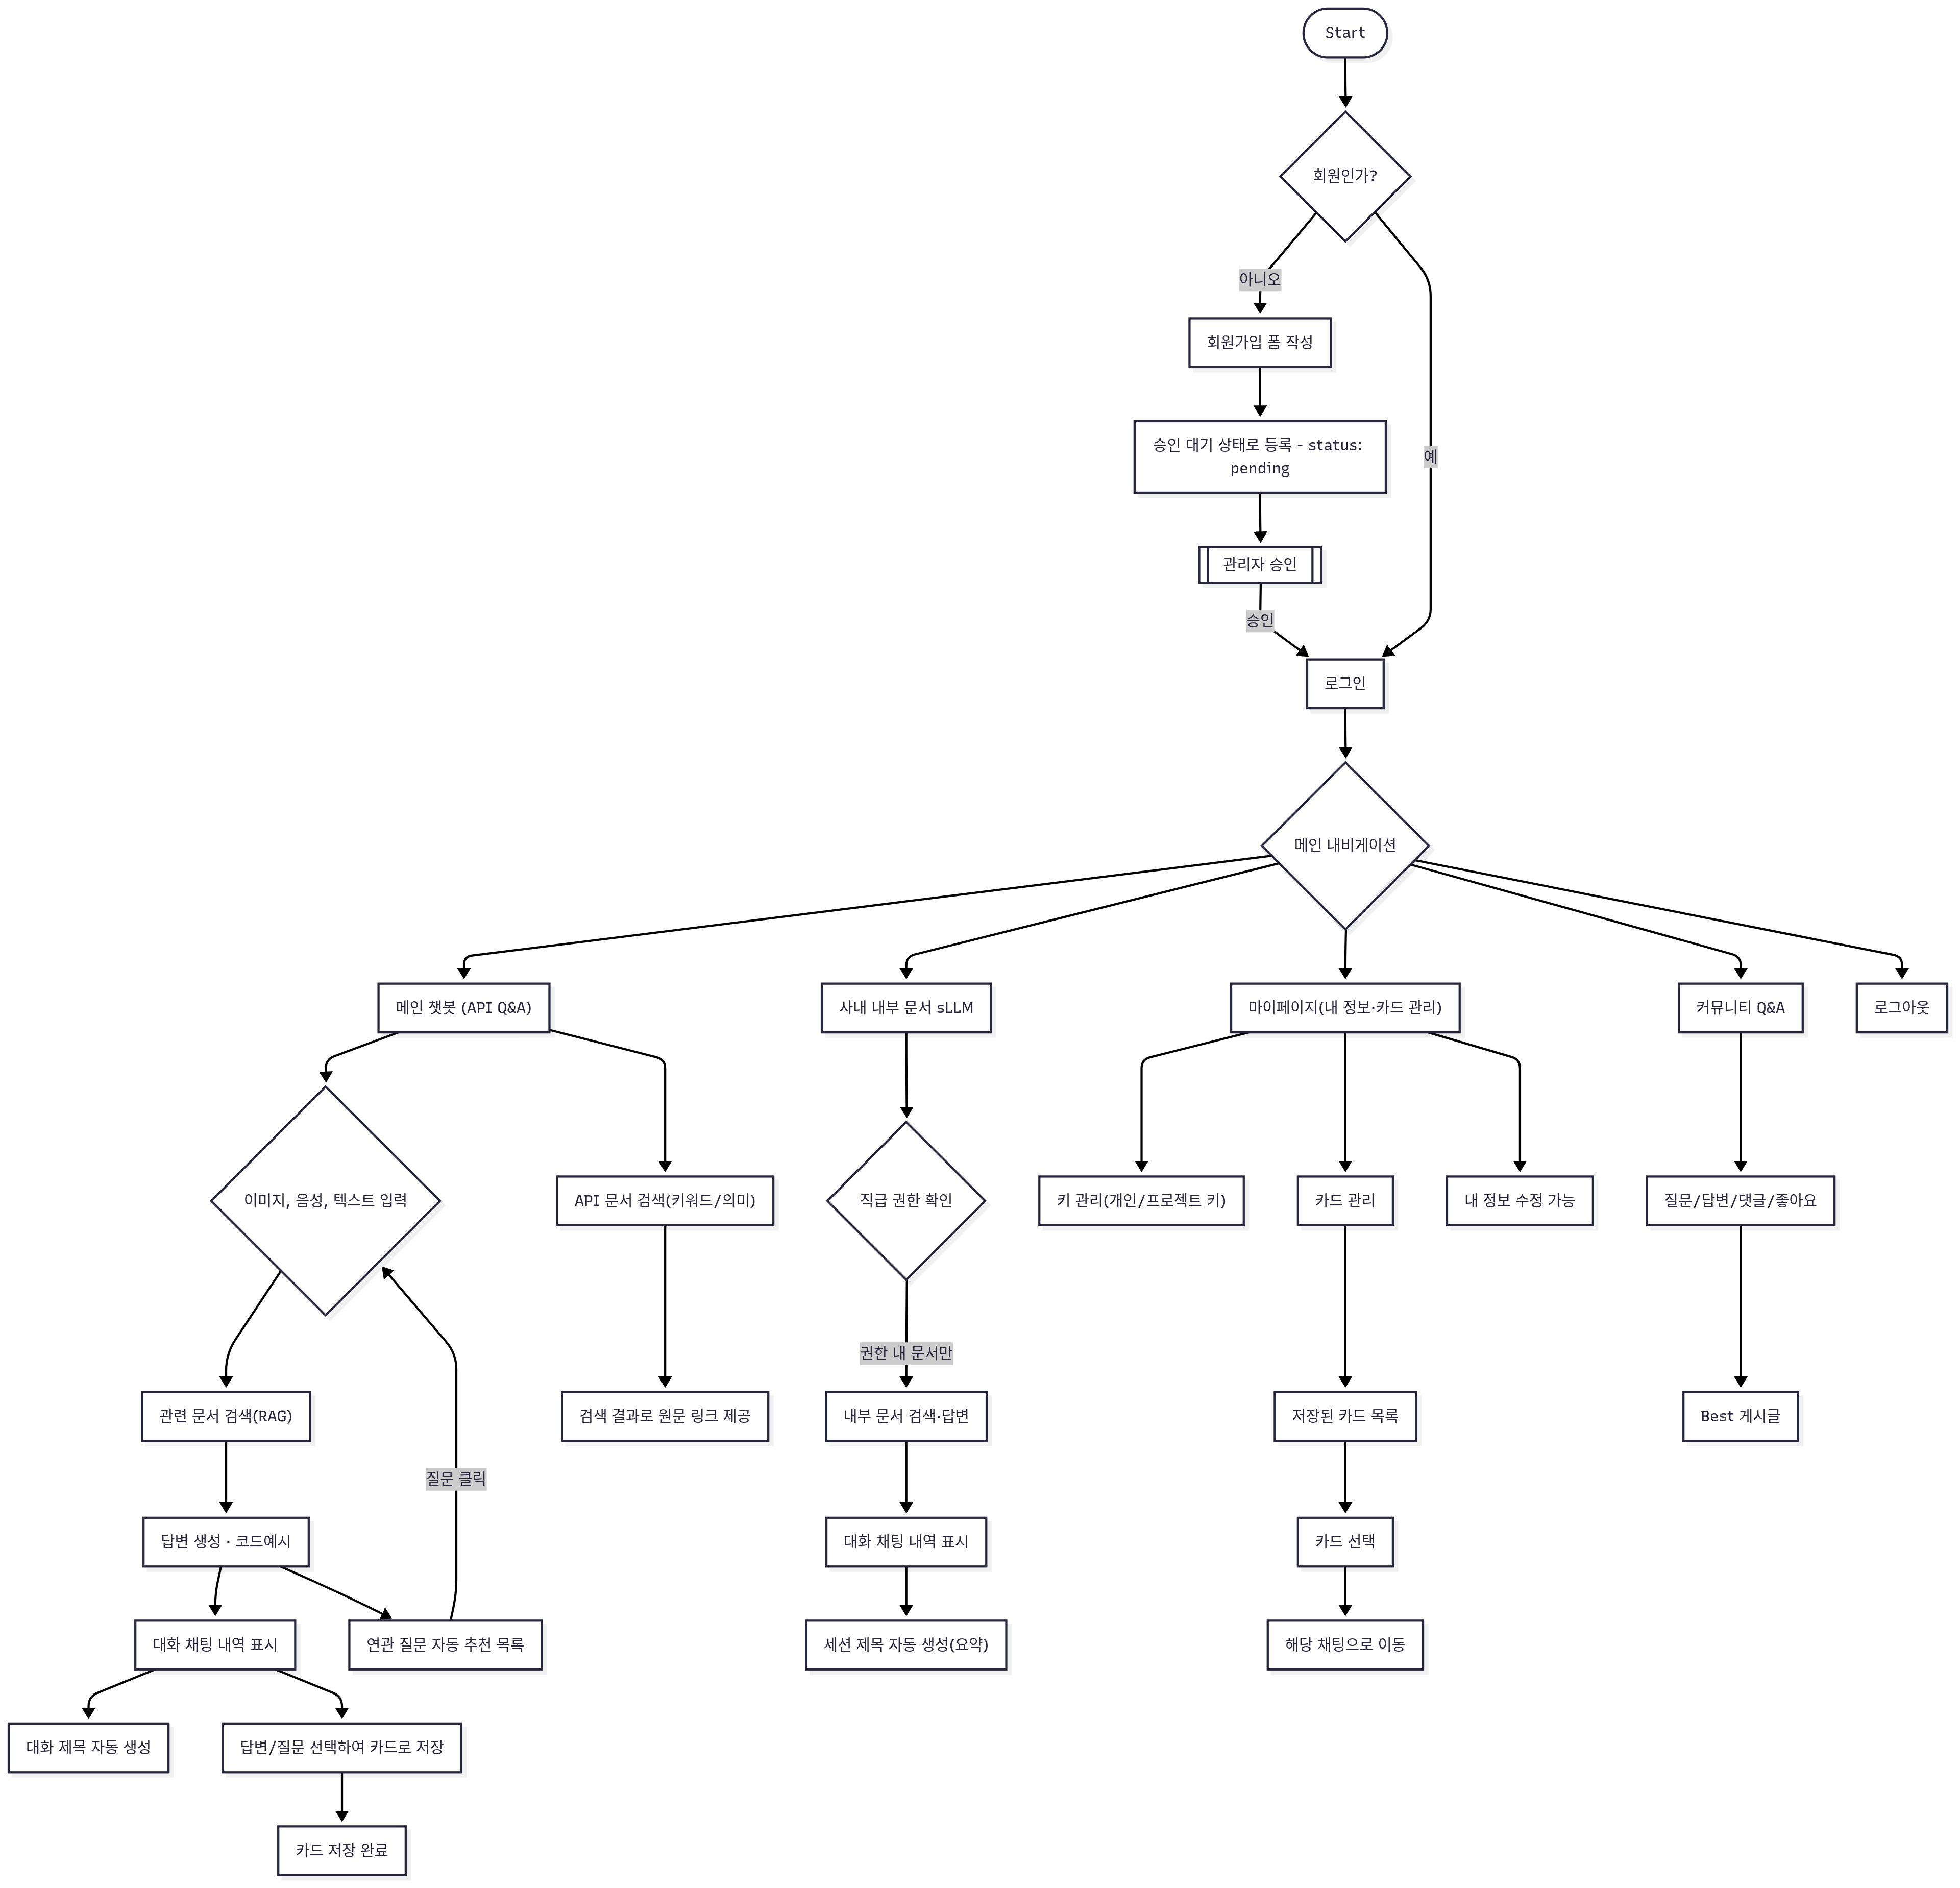 Start
회원인가?
아니오
회원가입 폼 작성
승인 대기 상태로 등록 - status:
pending
예
관리자 승인
승인
로그인
메인 내비게이션
메인 챗봇 (API Q&A)
사내 내부 문서 sLLM
마이페이지(내 정보·카드 관리)
커뮤니티 Q&A
로그아웃
이미지, 음성, 텍스트 입력
API 문서 검색(키워드/의미)
직급 권한 확인
키 관리(개인/프로젝트 키)
카드 관리
내 정보 수정 가능
질문/답변/댓글/좋아요
권한 내 문서만
관련 문서 검색(RAG)
검색 결과로 원문 링크 제공
내부 문서 검색·답변
저장된 카드 목록
Best 게시글
질문 클릭
답변 생성 · 코드예시
대화 채팅 내역 표시
카드 선택
대화 채팅 내역 표시
연관 질문 자동 추천 목록
세션 제목 자동 생성(요약)
해당 채팅으로 이동
대화 제목 자동 생성
답변/질문 선택하여 카드로 저장
카드 저장 완료